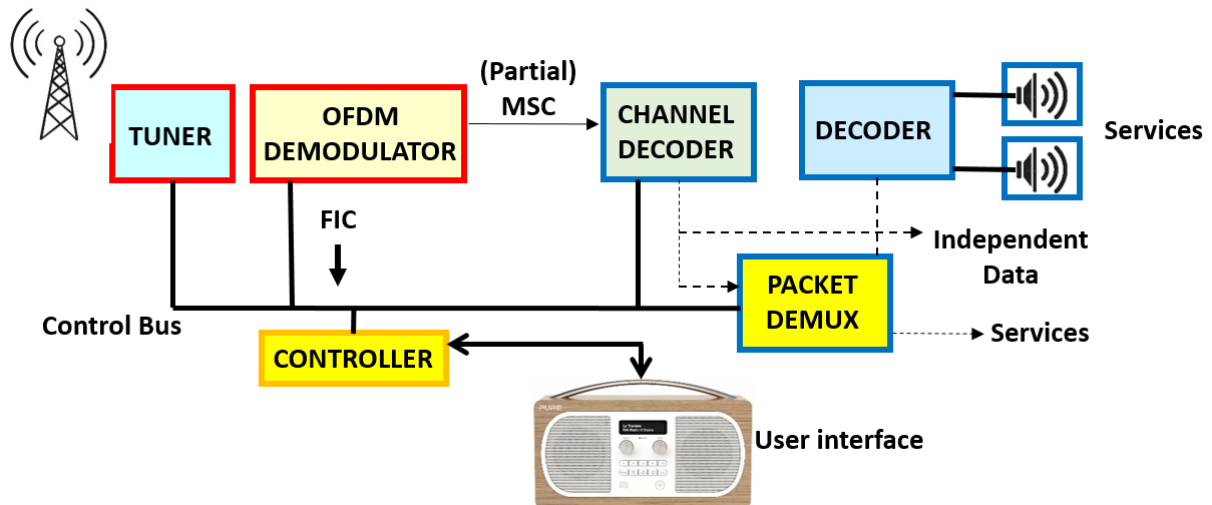 (Partial)
MSC
TUNER
OFDM
DEMODULATOR
CHANNEL
DECODER
DECODER
Services
FIC
Independent
Data
PACKET
DEMUX
Control Bus
Services
CONTROLLER
PURE
User interface